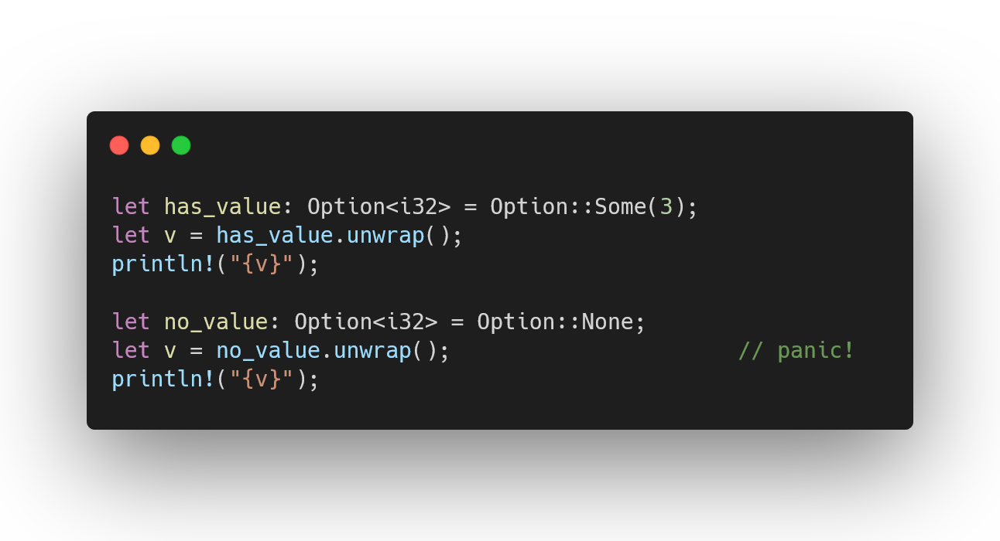 let has_value: Option<i32> = Option::Some(3);
let v = has_value.unwrap();
println!("{v}");
let no_value: Option<i32> = Option::None;
let v = no_value.unwrap(); // panic!
println!("{v}");